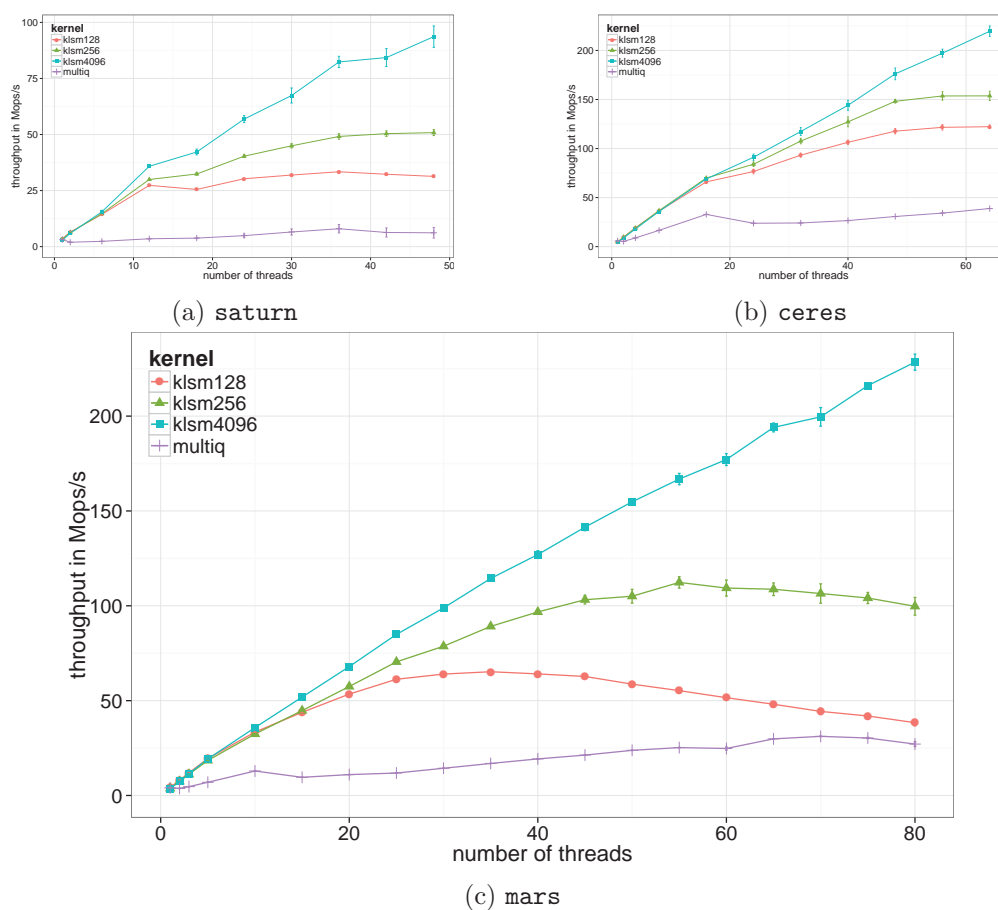 kernel
klsm128
klsm256
klsm4096
multiq
throughput in Mops/s
100
75
50
25
0
0 10 20 30 40 50
number of threads
(a) saturn
kernel
klsm128
klsm256
klsm4096
multiq
throughput in Mops/s
200
150
100
50
0
0 20 40 60
number of threads
(b) ceres
kernel
klsm128
klsm256
klsm4096
multiq
throughput in Mops/s
200
150
100
50
0
0 20 40 60 80
number of threads
(c) mars